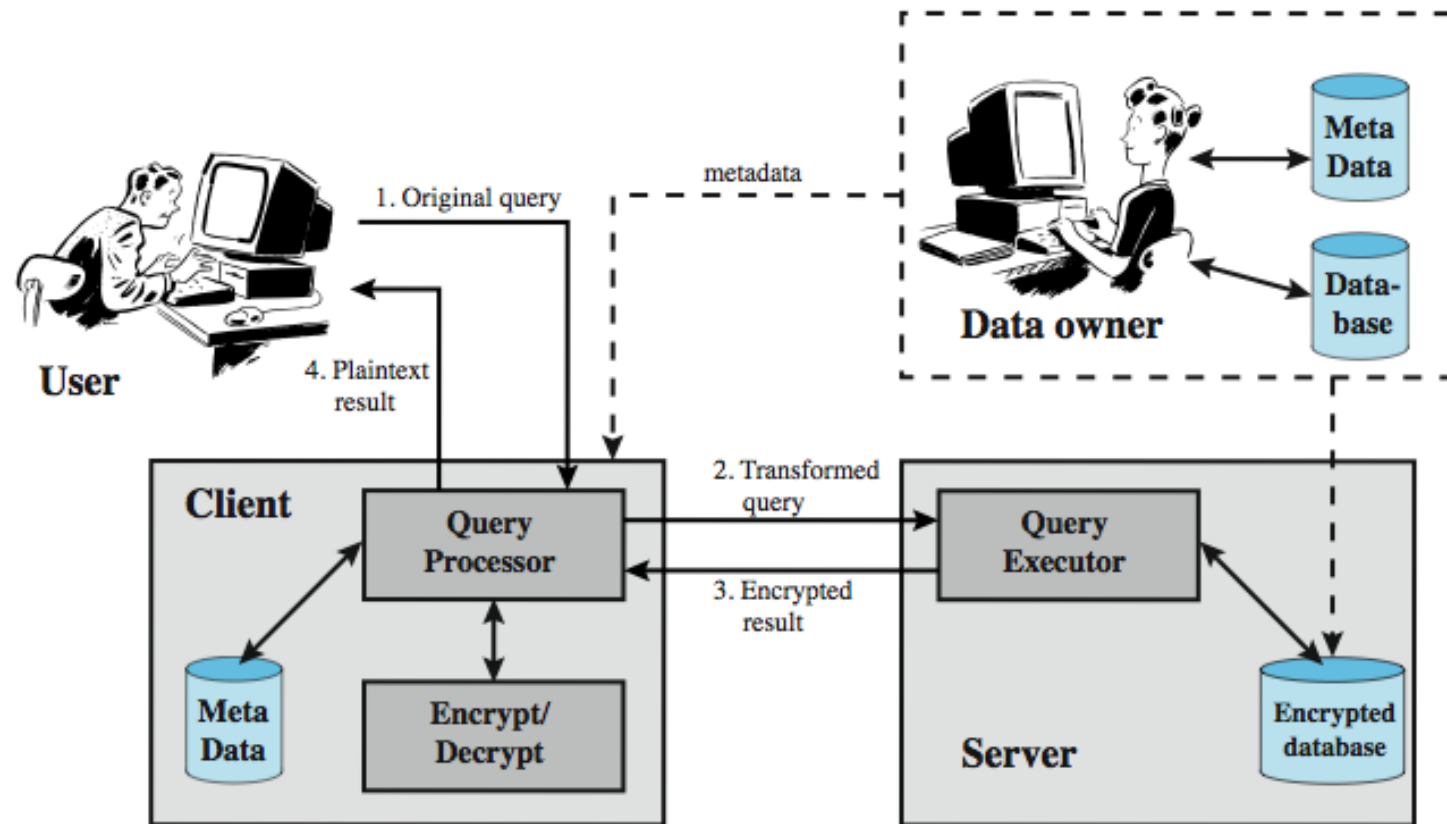 Meta
Data
metadata
1. Original query
Data-
base
Data owner
User
4. Plaintext
result
Client
2. Transformed
query
Query
Processor
Query
Executor
3. Encrypted
result
Meta
Data
Encrypt/
Decrypt
Encrypted
database
Server